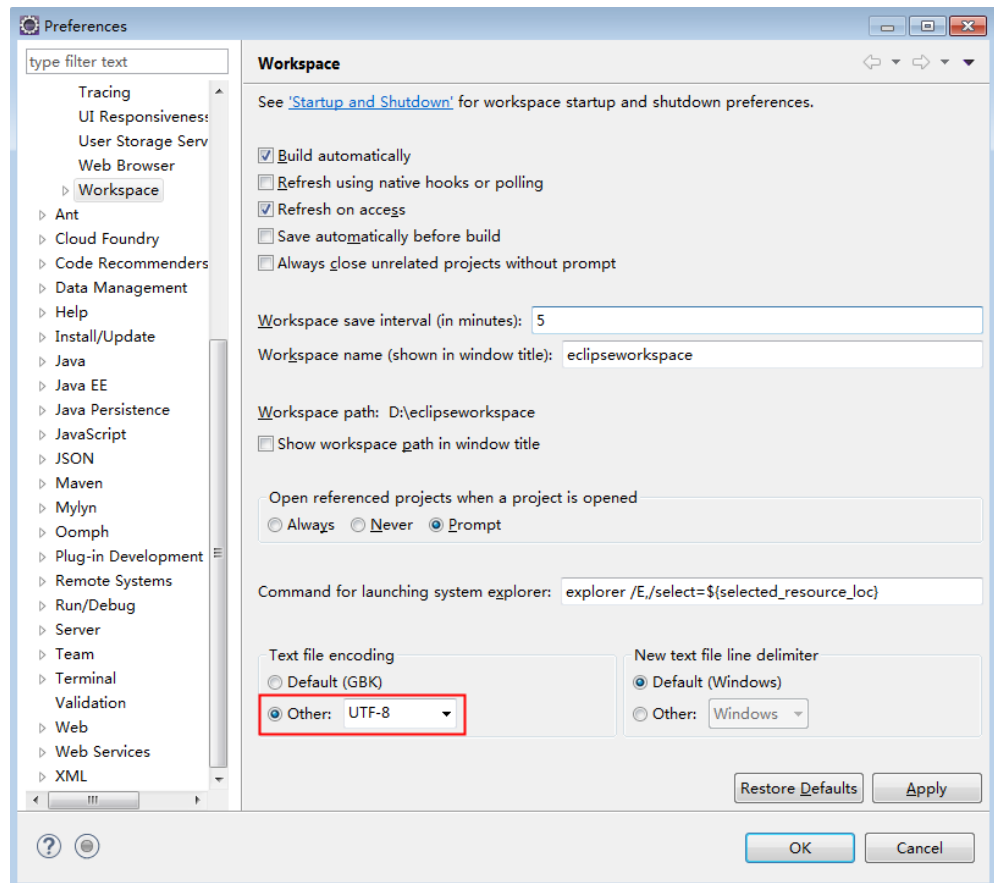 Preferences
type filter text
Tracing
UI Responsiveness
User Storage Serv
Web Browser
Workspace
Ant
Cloud Foundry
Code Recommenders
Data Management
Help
Install/Update
Java
Java EE
Java Persistence
JavaScript
JSON
Maven
Mylyn
Oomph
Plug-in Development
Remote Systems
Run/Debug
Server
Team
Terminal
Validation
Web
Web Services
XML
Workspace
See 'Startup and Shutdown' for workspace startup and shutdown preferences.
Build automatically
Refresh using native hooks or polling
Refresh on access
Save automatically before build
Always close unrelated projects without prompt
Workspace save interval (in minutes): 5
Workspace name (shown in window title): eclipseworkspace
Workspace path: D:\eclipseworkspace
Show workspace path in window title
Open referenced projects when a project is opened
Always Never Prompt
Command for launching system explorer: explorer /E,/select=${selected_resource_loc}
Text file encoding
Default (GBK)
Other: UTF-8
New text file line delimiter
Default (Windows)
Other: Windows
Restore Defaults Apply
? OK Cancel